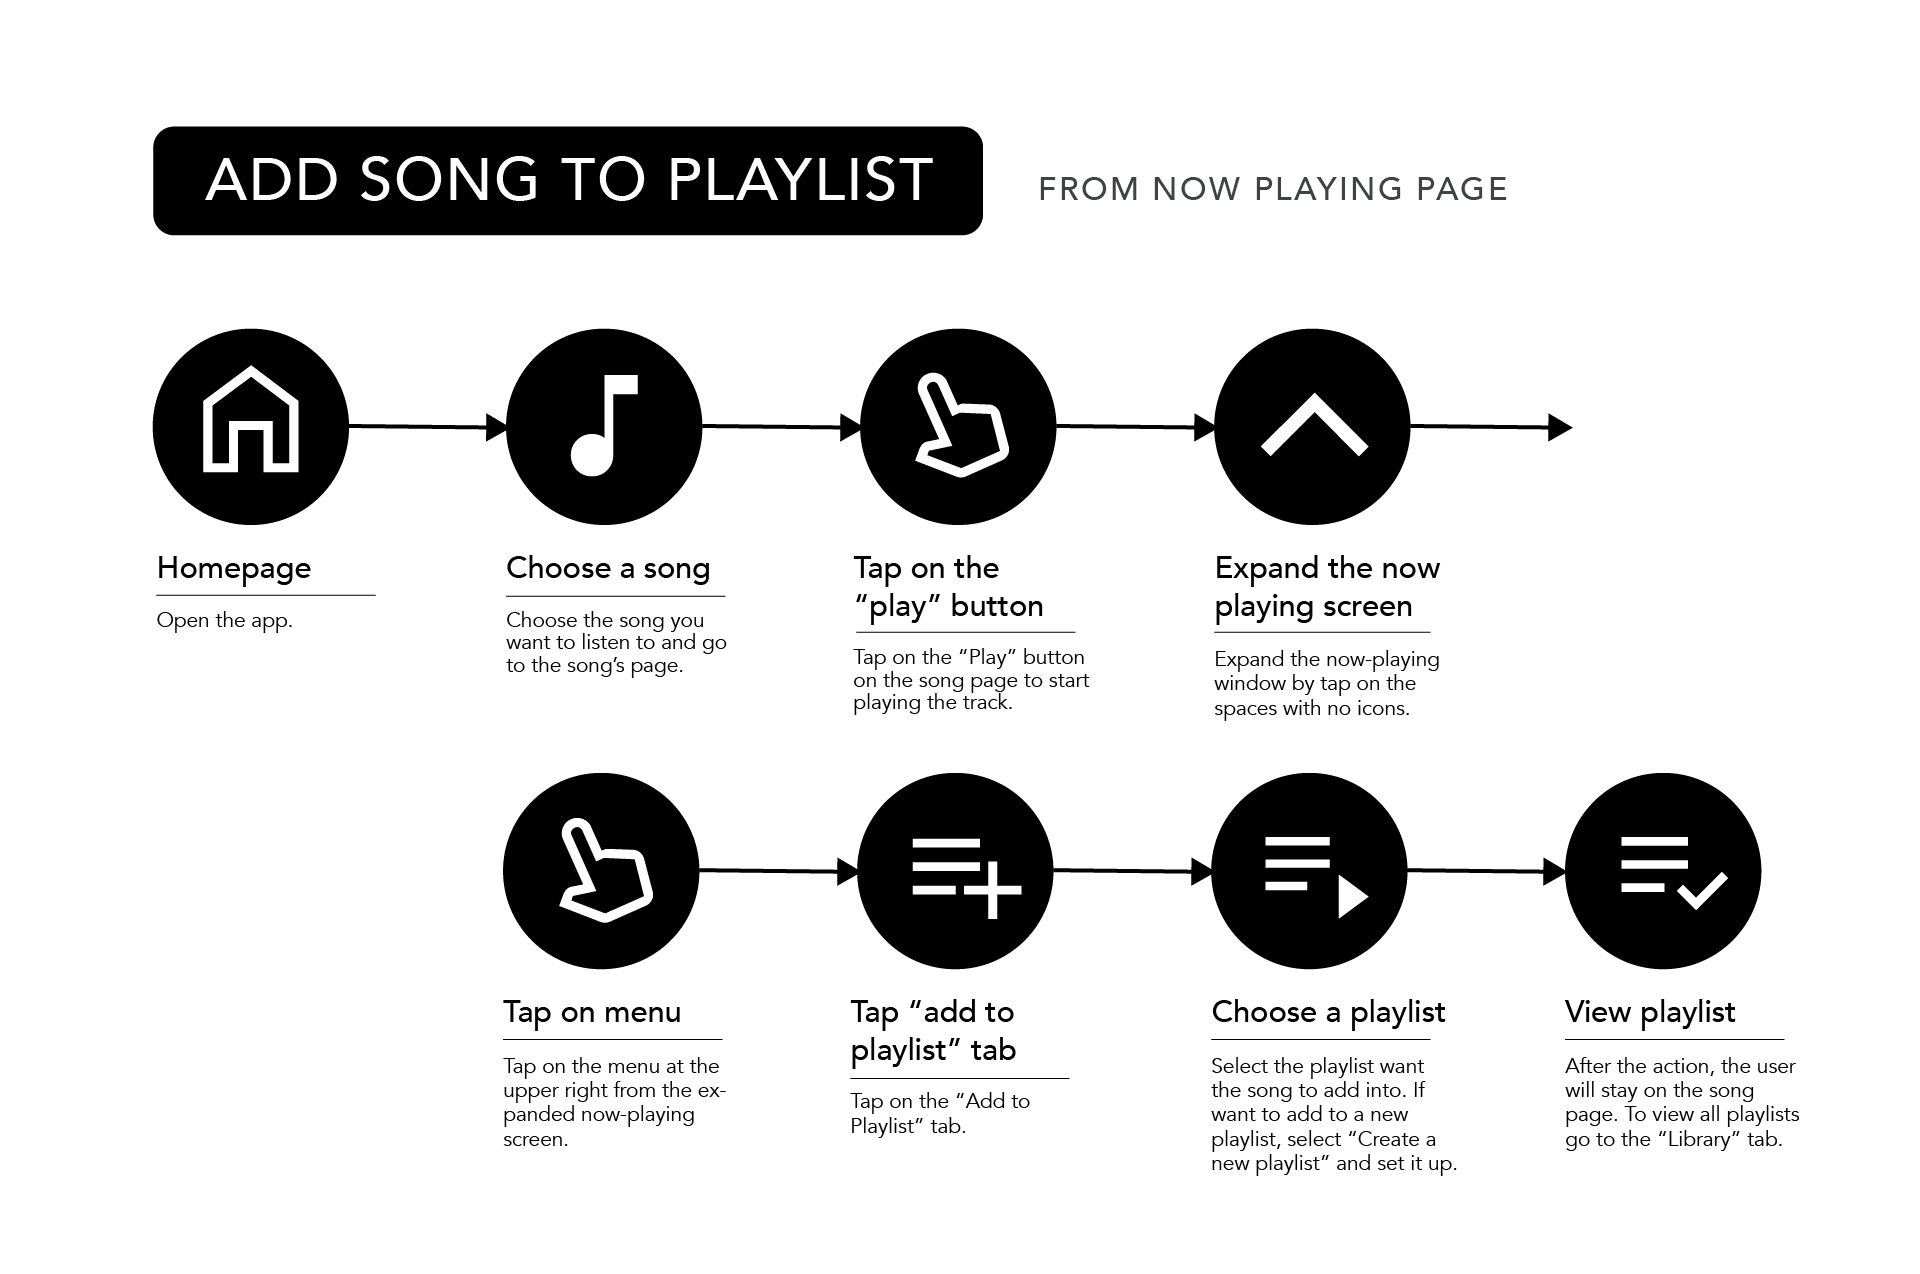 ADD SONG TO PLAYLIST
FROM NOW PLAYING PAGE
Homepage
Open the app.
Choose a song
Choose the song you
want to listen to and go
to the song’s page.
Tap on the
“play” button
Tap on the “Play” button
on the song page to start
playing the track.
Expand the now
playing screen
Expand the now-playing
window by tap on the
spaces with no icons.
Tap on menu
Tap on the menu at the
upper right from the ex-
panded now-playing
screen.
Tap “add to
playlist” tab
Tap on the “Add to
Playlist” tab.
Choose a playlist
Select the playlist want
the song to add into. If
want to add to a new
playlist, select “Create a
new playlist” and set it up.
View playlist
After the action, the user
will stay on the song
page. To view all playlists
go to the “Library” tab.